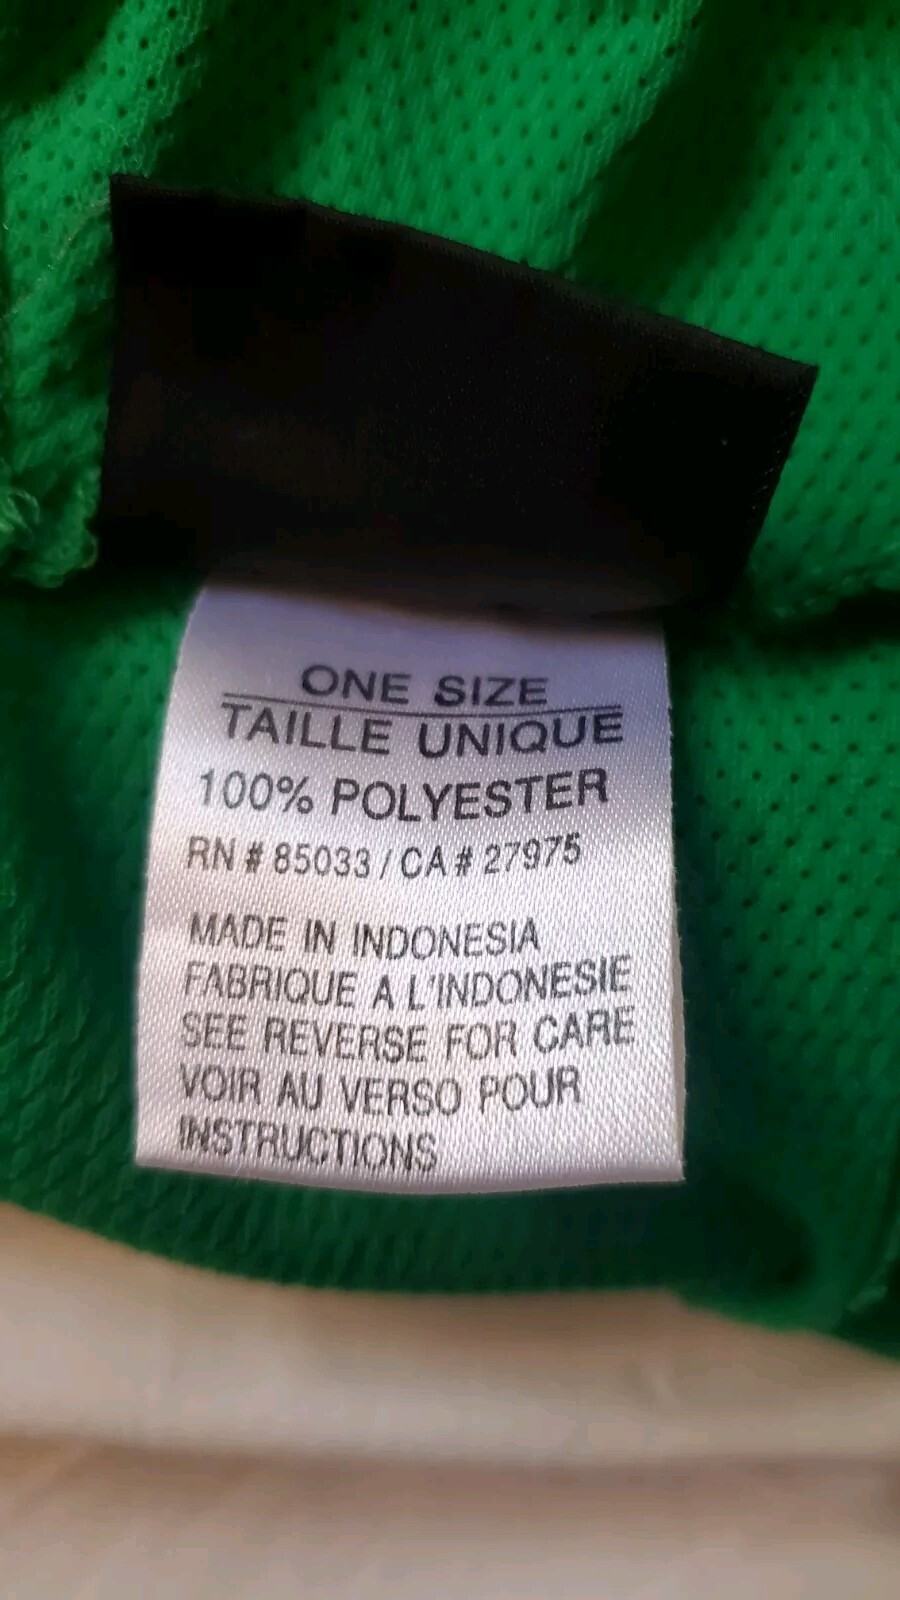 ONE SIZE
TAILLE UNIQUE
100% POLYESTER
RN # 85033 / CA # 27975
MADE IN INDONESIA
FABRIQUE A L'INDONESIE
SEE REVERSE FOR CARE
VOIR AU VERSO POUR
INSTRUCTIONS